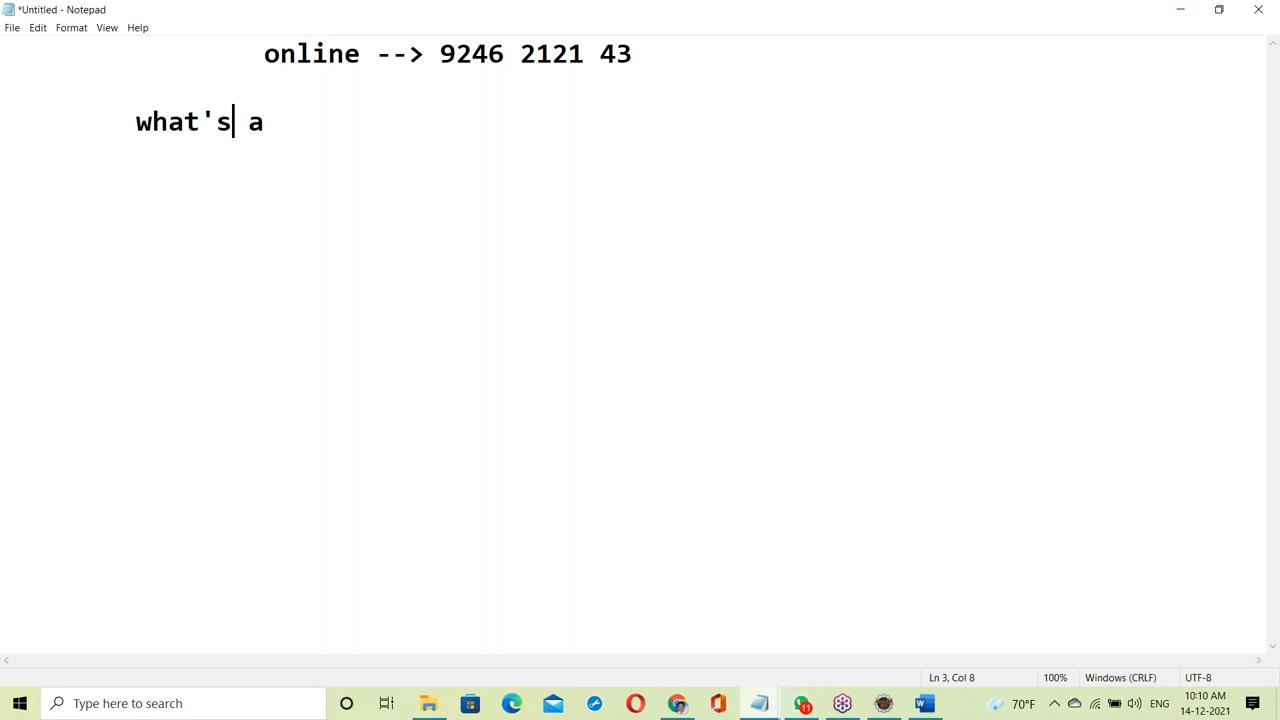 *Untitled - Notepad
File Edit Format View Help
online --> 9246 2121 43
what's a
Ln 3, Col 8 100% Windows (CRLF) UTF-8
Type here to search
11
W
70°F
ENG
10:10 AM
14-12-2021